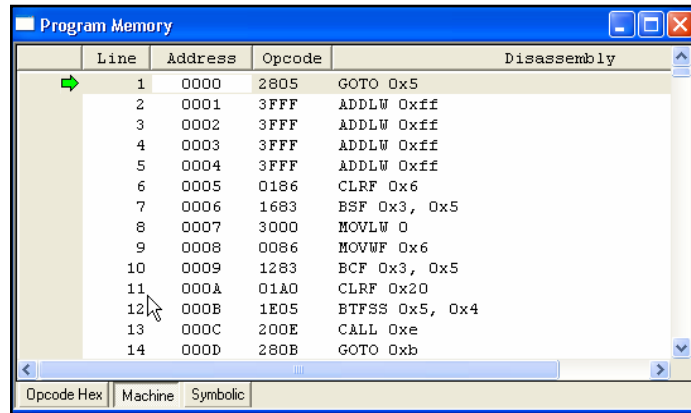 Program Memory
Line Address Opcode Disassembly
1 0000 2805 GOTO 0x5
2 0001 3FFF ADDLW 0xff
3 0002 3FFF ADDLW 0xff
4 0003 3FFF ADDLW 0xff
5 0004 3FFF ADDLW 0xff
6 0005 0186 CLRF 0x6
7 0006 1683 BSF 0x3, 0x5
8 0007 3000 MOVLW 0
9 0008 0086 MOVWF 0x6
10 0009 1283 BCF 0x3, 0x5
11 000A 01A0 CLRF 0x20
12 000B 1E05 BTFSS 0x5, 0x4
13 000C 200E CALL 0xe
14 000D 280B GOTO 0xb
Opcode Hex Machine Symbolic